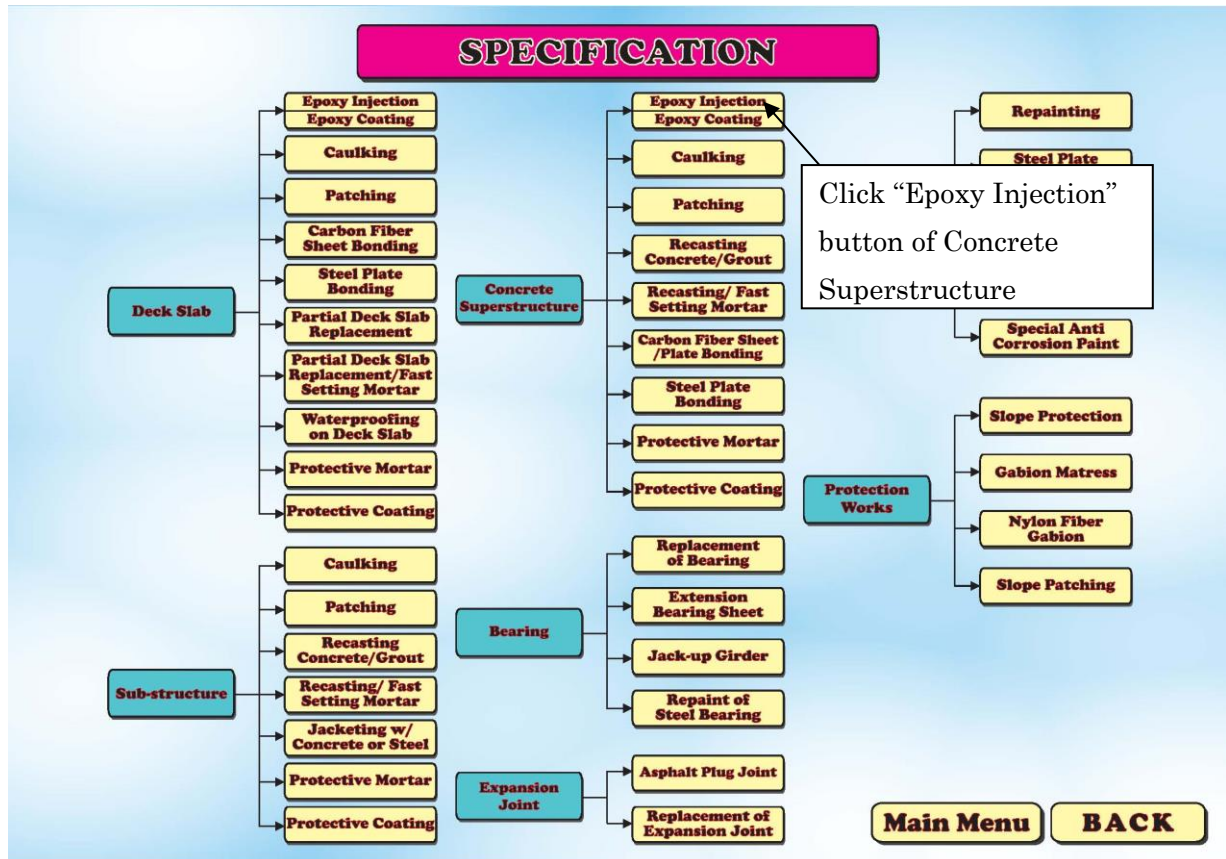 SPECIFICATION
Deck Slab
Epoxy Injection
Epoxy Coating
Caulking
Patching
Carbon Fiber
Sheet Bonding
Steel Plate
Bonding
Partial Deck Slab
Replacement
Partial Deck Slab
Replacement/Fast
Setting Mortar
Waterproofing
on Deck Slab
Protective Mortar
Protective Coating
Sub-structure
Caulking
Patching
Recasting
Concrete/Grout
Recasting/ Fast
Setting Mortar
Jacketing w/
Concrete or Steel
Protective Mortar
Protective Coating
Concrete
Superstructure
Epoxy Injection
Epoxy Coating
Caulking
Patching
Recasting
Concrete/Grout
Recasting/ Fast
Setting Mortar
Carbon Fiber Sheet
/Plate Bonding
Steel Plate
Bonding
Protective Mortar
Protective Coating
Bearing
Replacement
of Bearing
Extension
Bearing Sheet
Jack-up Girder
Repaint of
Steel Bearing
Expansion
Joint
Asphalt Plug Joint
Replacement of
Expansion Joint
Repainting
Steel Plate
Click “Epoxy Injection”
button of Concrete
Superstructure
Special Anti
Corrosion Paint
Protection
Works
Slope Protection
Gabion Matress
Nylon Fiber
Gabion
Slope Patching
Main Menu
BACK